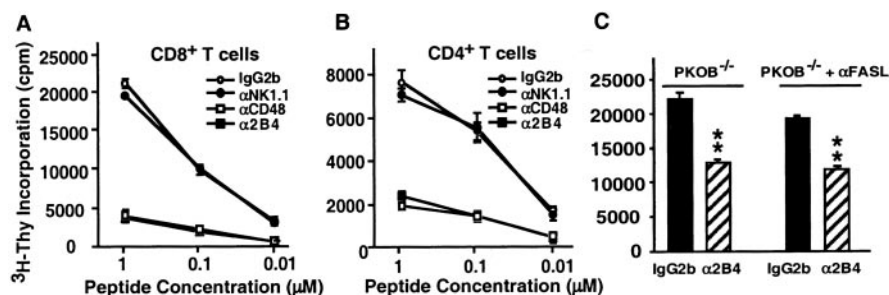 A
CD8+ T cells
25000
20000
15000
10000
5000
0
IgG2b
αNK1.1
αCD48
α2B4
1
0.1
0.01
Peptide Concentration (μM)
³H-Thy Incorporation (cpm)
B
CD4+ T cells
8000
6000
4000
2000
0
IgG2b
αNK1.1
αCD48
α2B4
1
0.1
0.01
Peptide Concentration (μM)
C
PKOB-/-
PKOB-/- + αFASL
25000
20000
15000
10000
5000
0
**
**
IgG2b α2B4
IgG2b α2B4